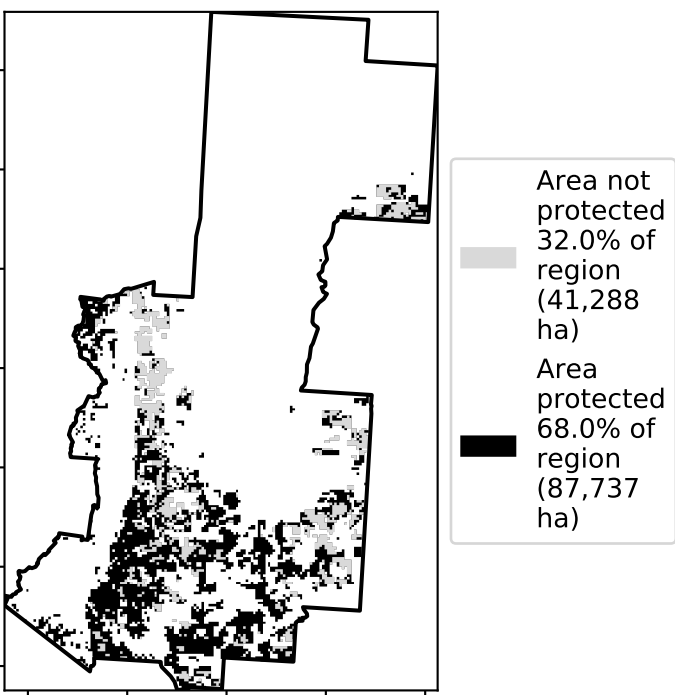 Area not
protected
32.0% of
region
(41,288
ha)
Area
protected
68.0% of
region
(87,737
ha)